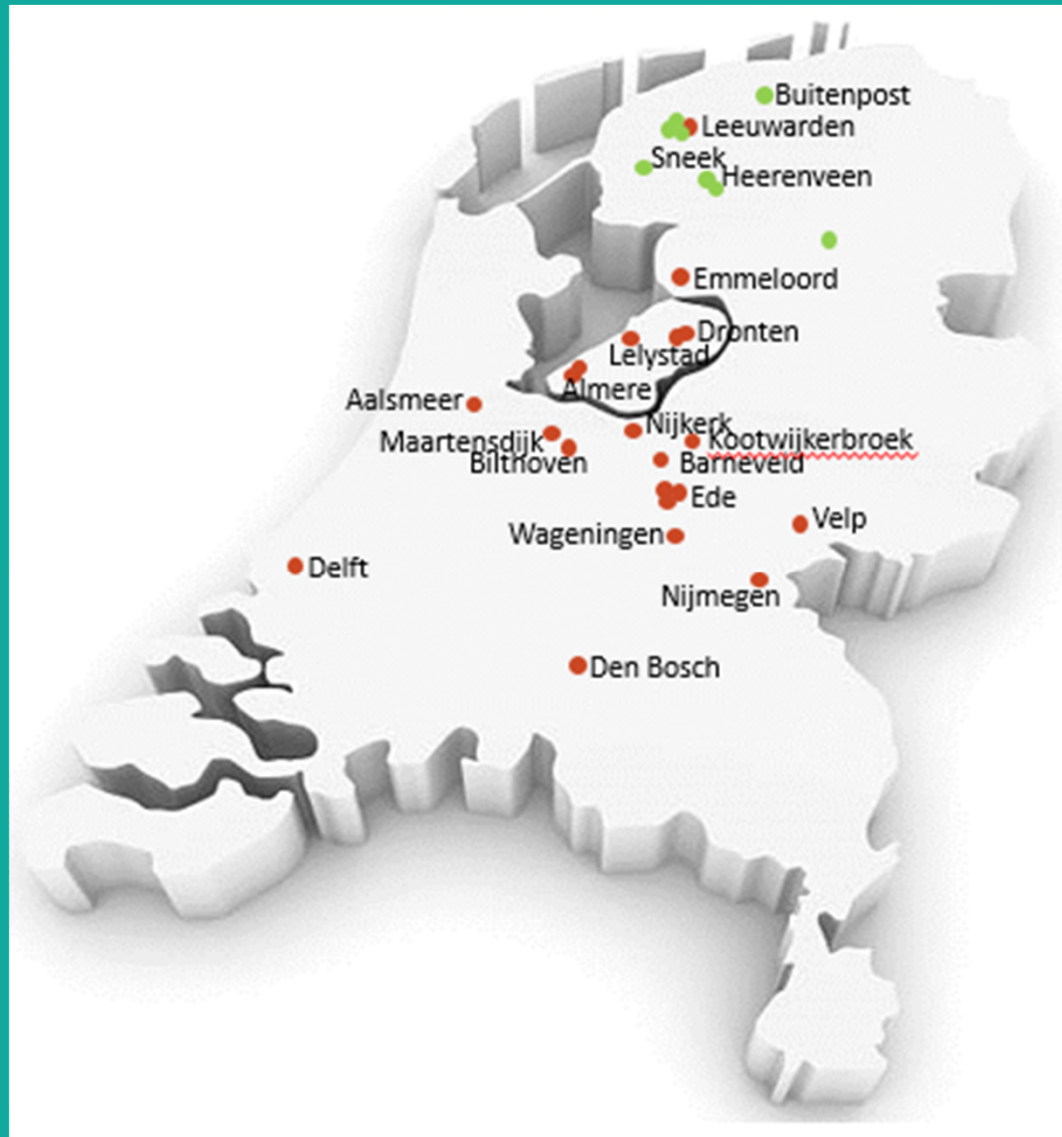 Buitenpost
Leeuwarden
Sneek
Heerenveen
Emmeloord
Dronten
Lelystad
Almere
Aalsmeer
Nijkerk
Maartensdijk
Kootwijkerbroek
Bilthoven
Barneveld
Ede
Velp
Wageningen
Delft
Nijmegen
Den Bosch